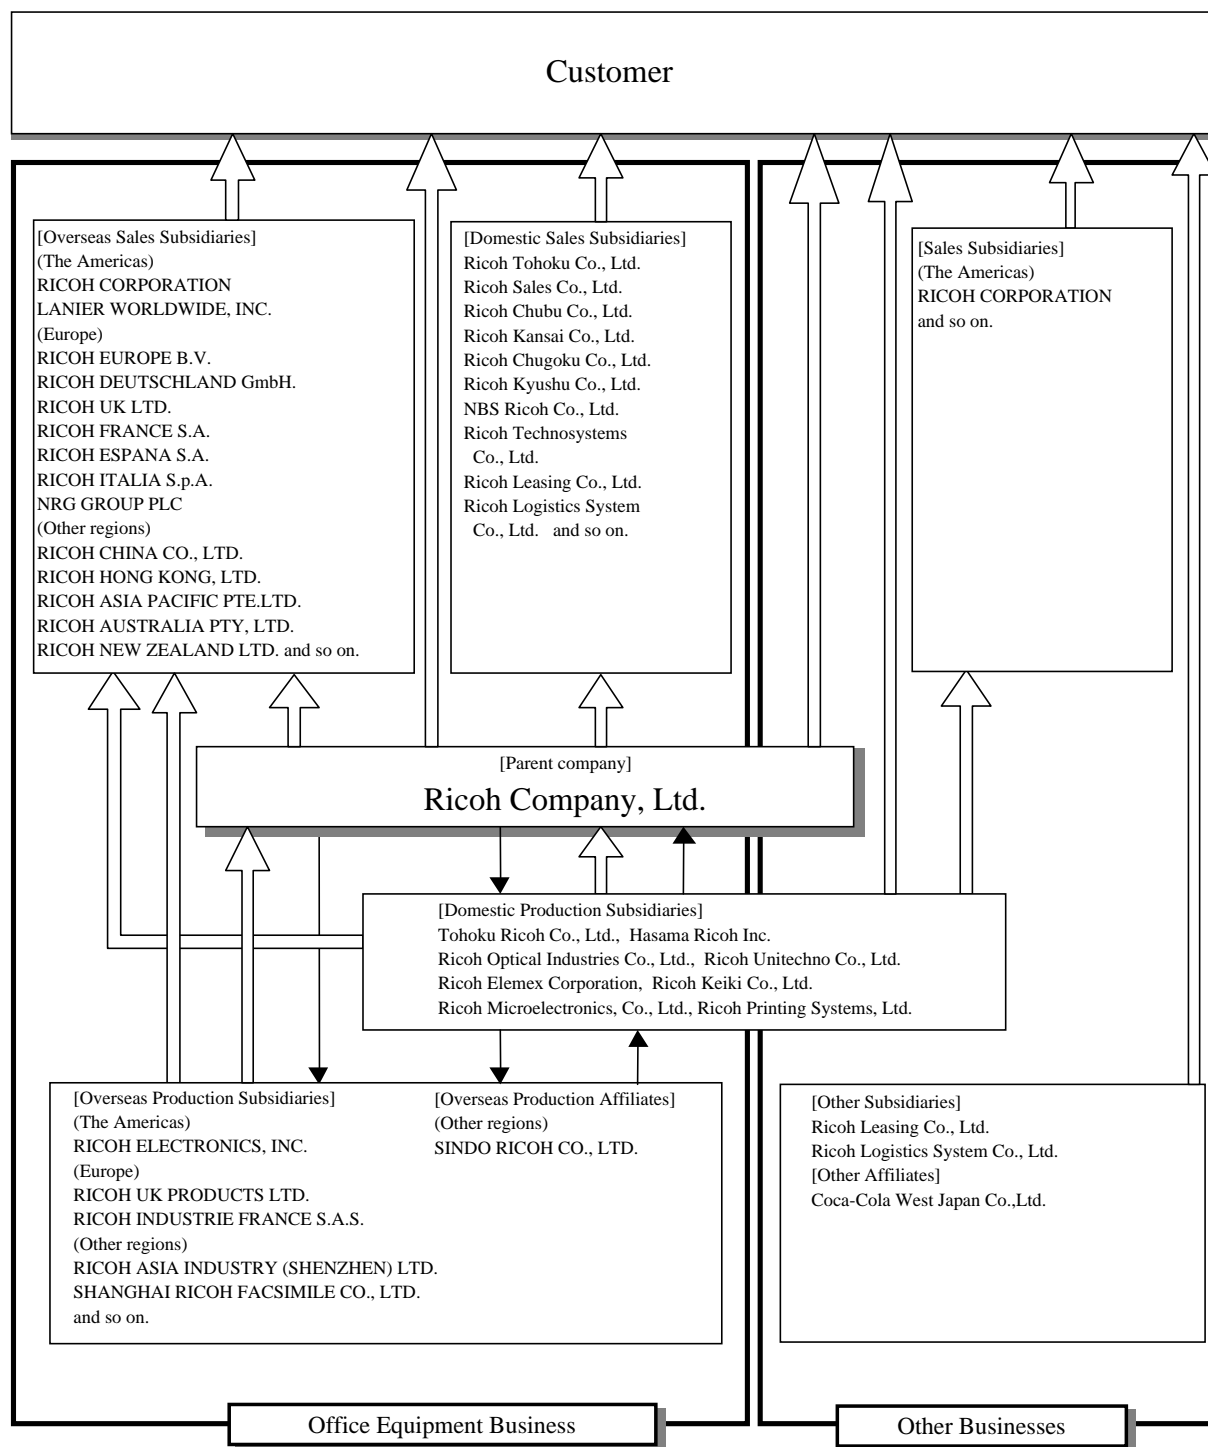 Customer
[Overseas Sales Subsidiaries]
(The Americas)
RICOH CORPORATION
LANIER WORLDWIDE, INC.
(Europe)
RICOH EUROPE B.V.
RICOH DEUTSCHLAND GmbH.
RICOH UK LTD.
RICOH FRANCE S.A.
RICOH ESPANA S.A.
RICOH ITALIA S.p.A.
NRG GROUP PLC
(Other regions)
RICOH CHINA CO., LTD.
RICOH HONG KONG, LTD.
RICOH ASIA PACIFIC PTE.LTD.
RICOH AUSTRALIA PTY, LTD.
RICOH NEW ZEALAND LTD. and so on.
[Domestic Sales Subsidiaries]
Ricoh Tohoku Co., Ltd.
Ricoh Sales Co., Ltd.
Ricoh Chubu Co., Ltd.
Ricoh Kansai Co., Ltd.
Ricoh Chugoku Co., Ltd.
Ricoh Kyushu Co., Ltd.
NBS Ricoh Co., Ltd.
Ricoh Technosystems
Co., Ltd.
Ricoh Leasing Co., Ltd.
Ricoh Logistics System
Co., Ltd. and so on.
[Sales Subsidiaries]
(The Americas)
RICOH CORPORATION
and so on.
[Parent company]
Ricoh Company, Ltd.
[Domestic Production Subsidiaries]
Tohoku Ricoh Co., Ltd., Hasama Ricoh Inc.
Ricoh Optical Industries Co., Ltd., Ricoh Unitechno Co., Ltd.
Ricoh Elemex Corporation, Ricoh Keiki Co., Ltd.
Ricoh Microelectronics, Co., Ltd., Ricoh Printing Systems, Ltd.
[Overseas Production Subsidiaries]
(The Americas)
RICOH ELECTRONICS, INC.
(Europe)
RICOH UK PRODUCTS LTD.
RICOH INDUSTRIE FRANCE S.A.S.
(Other regions)
RICOH ASIA INDUSTRY (SHENZHEN) LTD.
SHANGHAI RICOH FACSIMILE CO., LTD.
and so on.
[Overseas Production Affiliates]
(Other regions)
SINDO RICOH CO., LTD.
[Other Subsidiaries]
Ricoh Leasing Co., Ltd.
Ricoh Logistics System Co., Ltd.
[Other Affiliates]
Coca-Cola West Japan Co.,Ltd.
Office Equipment Business
Other Businesses